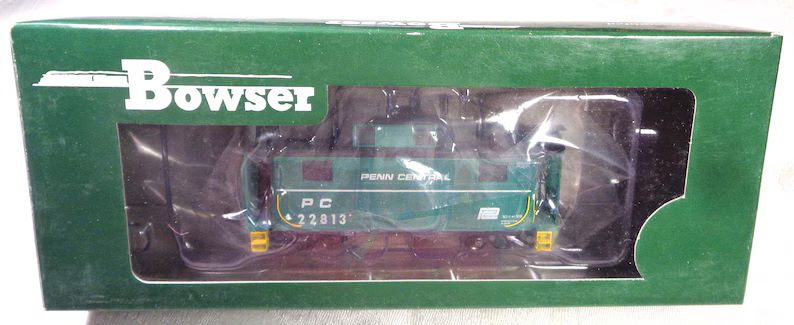 Bowser
PENN CENTRAL
P C
22813